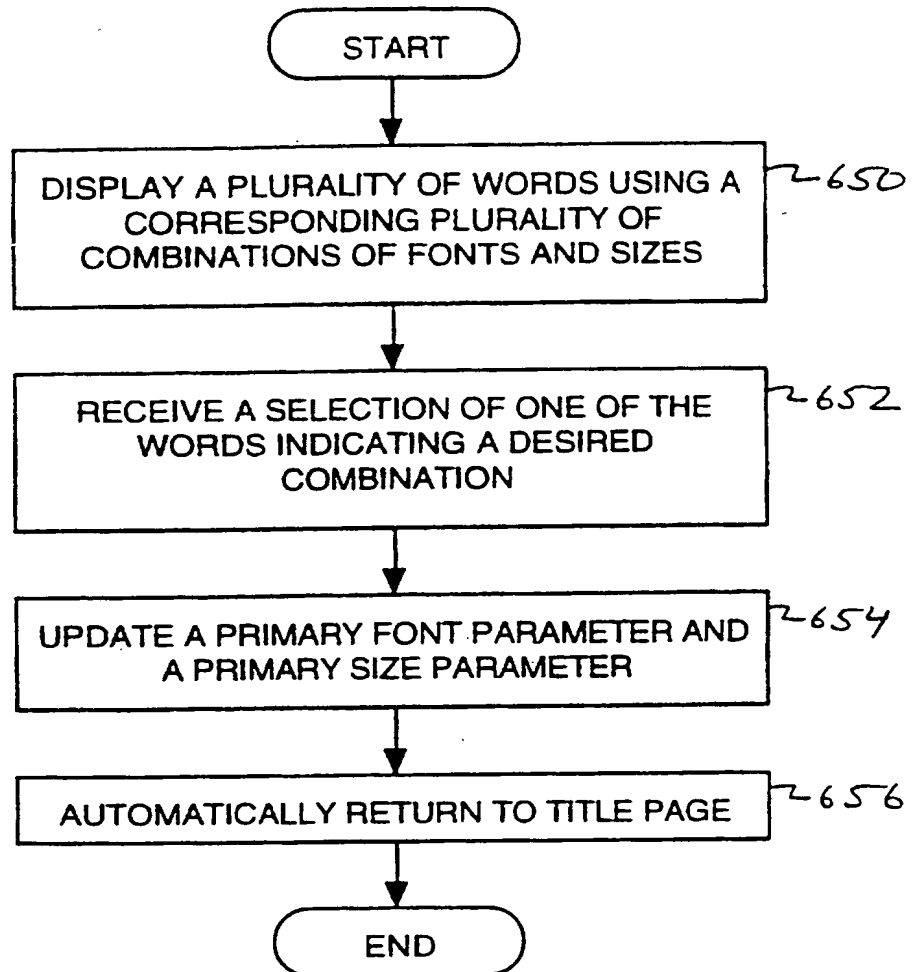 START
DISPLAY A PLURALITY OF WORDS USING A
CORRESPONDING PLURALITY OF
COMBINATIONS OF FONTS AND SIZES
650
RECEIVE A SELECTION OF ONE OF THE
WORDS INDICATING A DESIRED
COMBINATION
652
UPDATE A PRIMARY FONT PARAMETER AND
A PRIMARY SIZE PARAMETER
654
AUTOMATICALLY RETURN TO TITLE PAGE
656
END